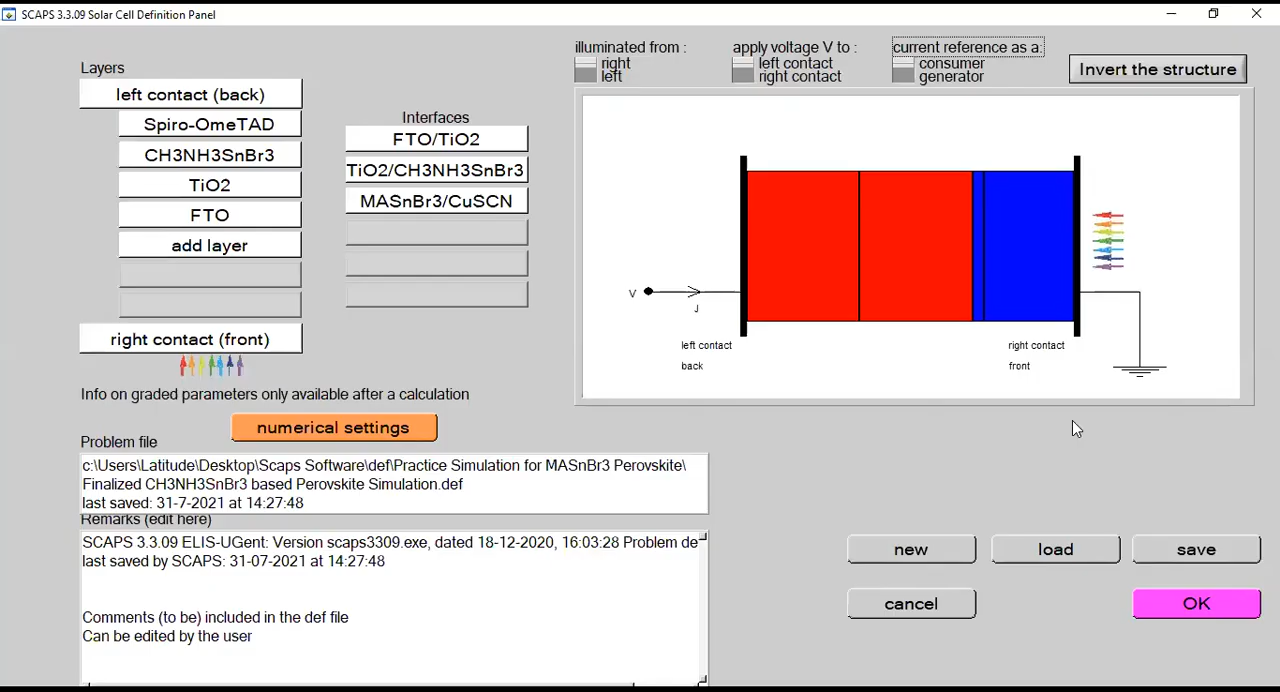 SCAPS 3.3.09 Solar Cell Definition Panel
illuminated from :
right
left
apply voltage V to :
left contact
right contact
current reference as a:
consumer
generator
Invert the structure
Layers
left contact (back)
Spiro-OmeTAD
CH3NH3SnBr3
TiO2
FTO
add layer
right contact (front)
Interfaces
FTO/TiO2
TiO2/CH3NH3SnBr3
MASnBr3/CuSCN
V
J
left contact
back
right contact
front
Info on graded parameters only available after a calculation
numerical settings
Problem file
c:\Users\Latitude\Desktop\Scaps Software\def\Practice Simulation for MASnBr3 Perovskite\
Finalized CH3NH3SnBr3 based Perovskite Simulation.def
last saved: 31-7-2021 at 14:27:48
Remarks (edit here)
SCAPS 3.3.09 ELIS-UGent: Version scaps3309.exe, dated 18-12-2020, 16:03:28 Problem de
last saved by SCAPS: 31-07-2021 at 14:27:48
Comments (to be) included in the def file
Can be edited by the user
new
load
save
cancel
OK